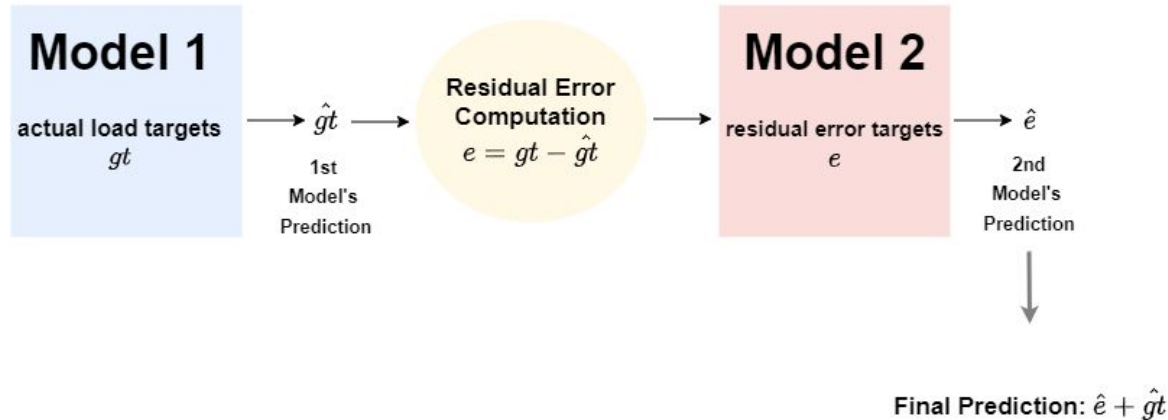 Model 1
actual load targets
gt
ĝt
1st
Model's
Prediction
Residual Error
Computation
e = gt − ĝt
Model 2
residual error targets
e
ê
2nd
Model's
Prediction
Final Prediction: ê + ĝt